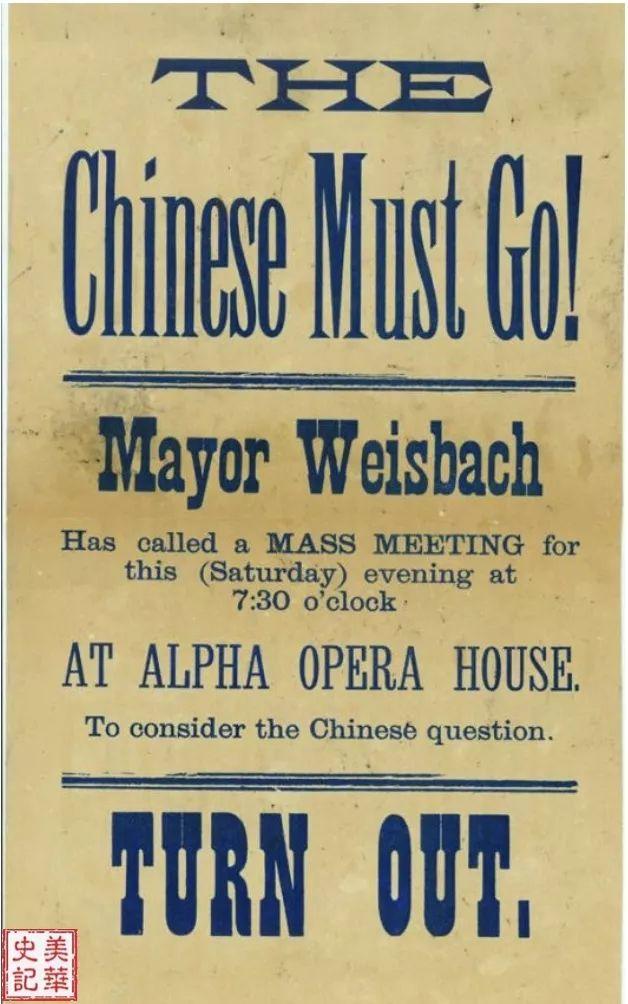 THE
Chinese Must Go!
Mayor Weisbach
Has called a MASS MEETING for
this (Saturday) evening at
7:30 o'clock
AT ALPHA OPERA HOUSE.
To consider the Chinese question.
TURN OUT.
美華
史記